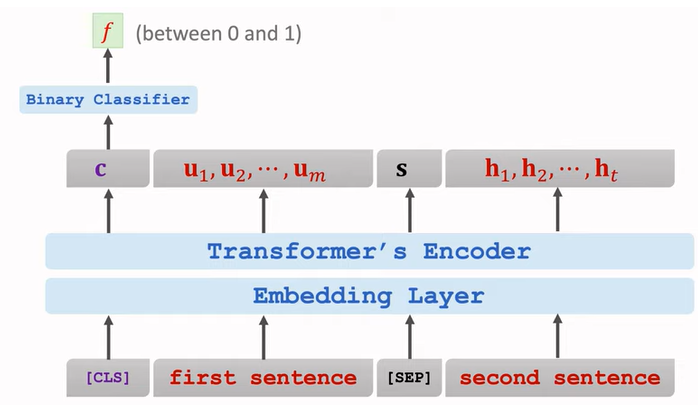 f (between 0 and 1)
Binary Classifier
c u₁, u₂, ⋯, uₘ s h₁, h₂, ⋯, hₜ
Transformer's Encoder
Embedding Layer
[CLS] first sentence [SEP] second sentence